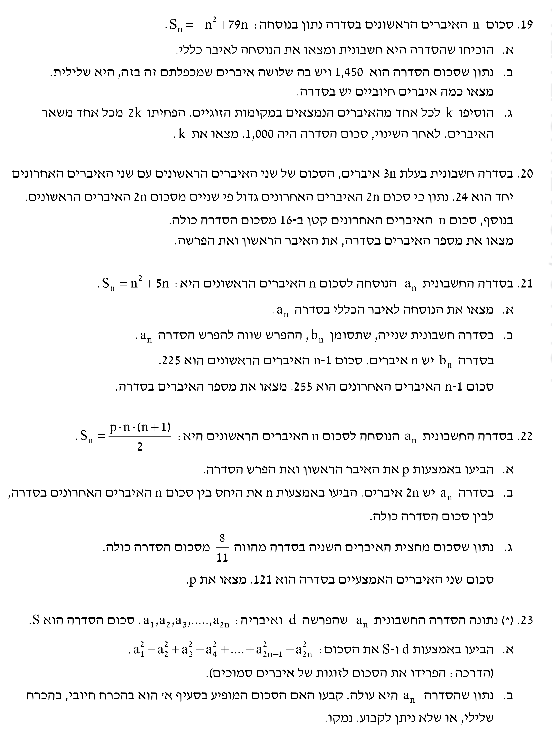 19. סכום n האיברים הראשונים בסדרה נתון בנוסחה: Sₙ = n² + 79n.
א. הוכיחו שהסדרה היא חשבונית ומצאו את הנוסחה לאיבר כללי.
ב. נתון שסכום הסדרה הוא 1,450 ויש בה שלושה איברים שמכפלתם זה בזה, היא שלילית.
מצאו כמה איברים חיוביים יש בסדרה.
ג. הוסיפו k לכל אחד מהאיברים הנמצאים במקומות הזוגיים. הפחיתו 2k מכל אחד משאר
האיברים. לאחר השינוי, סכום הסדרה היה 1,000. מצאו את k.
20. בסדרה חשבונית בעלת 3n איברים, הסכום של שני האיברים הראשונים עם שני האיברים האחרונים
יחד הוא 24. נתון כי סכום 2n האיברים האחרונים גדול פי שניים מסכום 2n האיברים הראשונים.
בנוסף, סכום n האיברים האחרונים קטן ב-16 מסכום הסדרה כולה.
מצאו את מספר האיברים בסדרה, את האיבר הראשון ואת הפרשה.
21. בסדרה החשבונית aₙ הנוסחה לסכום n האיברים הראשונים היא: Sₙ = n² + 5n.
א. מצאו את הנוסחה לאיבר הכללי בסדרה aₙ.
ב. בסדרה חשבונית שנייה, שתסומן bₙ, ההפרש שווה להפרש הסדרה aₙ.
בסדרה bₙ יש n איברים. סכום n-1 האיברים הראשונים הוא 225.
סכום n-1 האיברים האחרונים הוא 255. מצאו את מספר האיברים בסדרה.
22. בסדרה החשבונית aₙ הנוסחה לסכום n האיברים הראשונים היא: Sₙ = p·n·(n−1)/2.
א. הביעו באמצעות p את האיבר הראשון ואת הפרש הסדרה.
ב. בסדרה aₙ יש 2n איברים. הביעו באמצעות n את היחס בין סכום n האיברים האחרונים בסדרה,
לבין סכום הסדרה כולה.
ג. נתון שסכום מחצית האיברים השניה בסדרה מהווה 8/11 מסכום הסדרה כולה.
סכום שני האיברים האמצעיים בסדרה הוא 121. מצאו את p.
23. (*) נתונה הסדרה החשבונית aₙ שהפרשה d ואיבריה: a₁,a₂,a₃,.....,a₂ₙ. סכום הסדרה הוא S.
א. הביעו באמצעות d ו-S את הסכום: a₁² − a₂² + a₃² − a₄² + .... − a₂ₙ₋₁² − a₂ₙ².
(הדרכה: הפרידו את הסכום לזוגות של איברים סמוכים).
ב. נתון שהסדרה aₙ היא עולה. קבעו האם הסכום המופיע בסעיף א' הוא בהכרח חיובי, בהכרח
שלילי, או שלא ניתן לקבוע. נמקו.